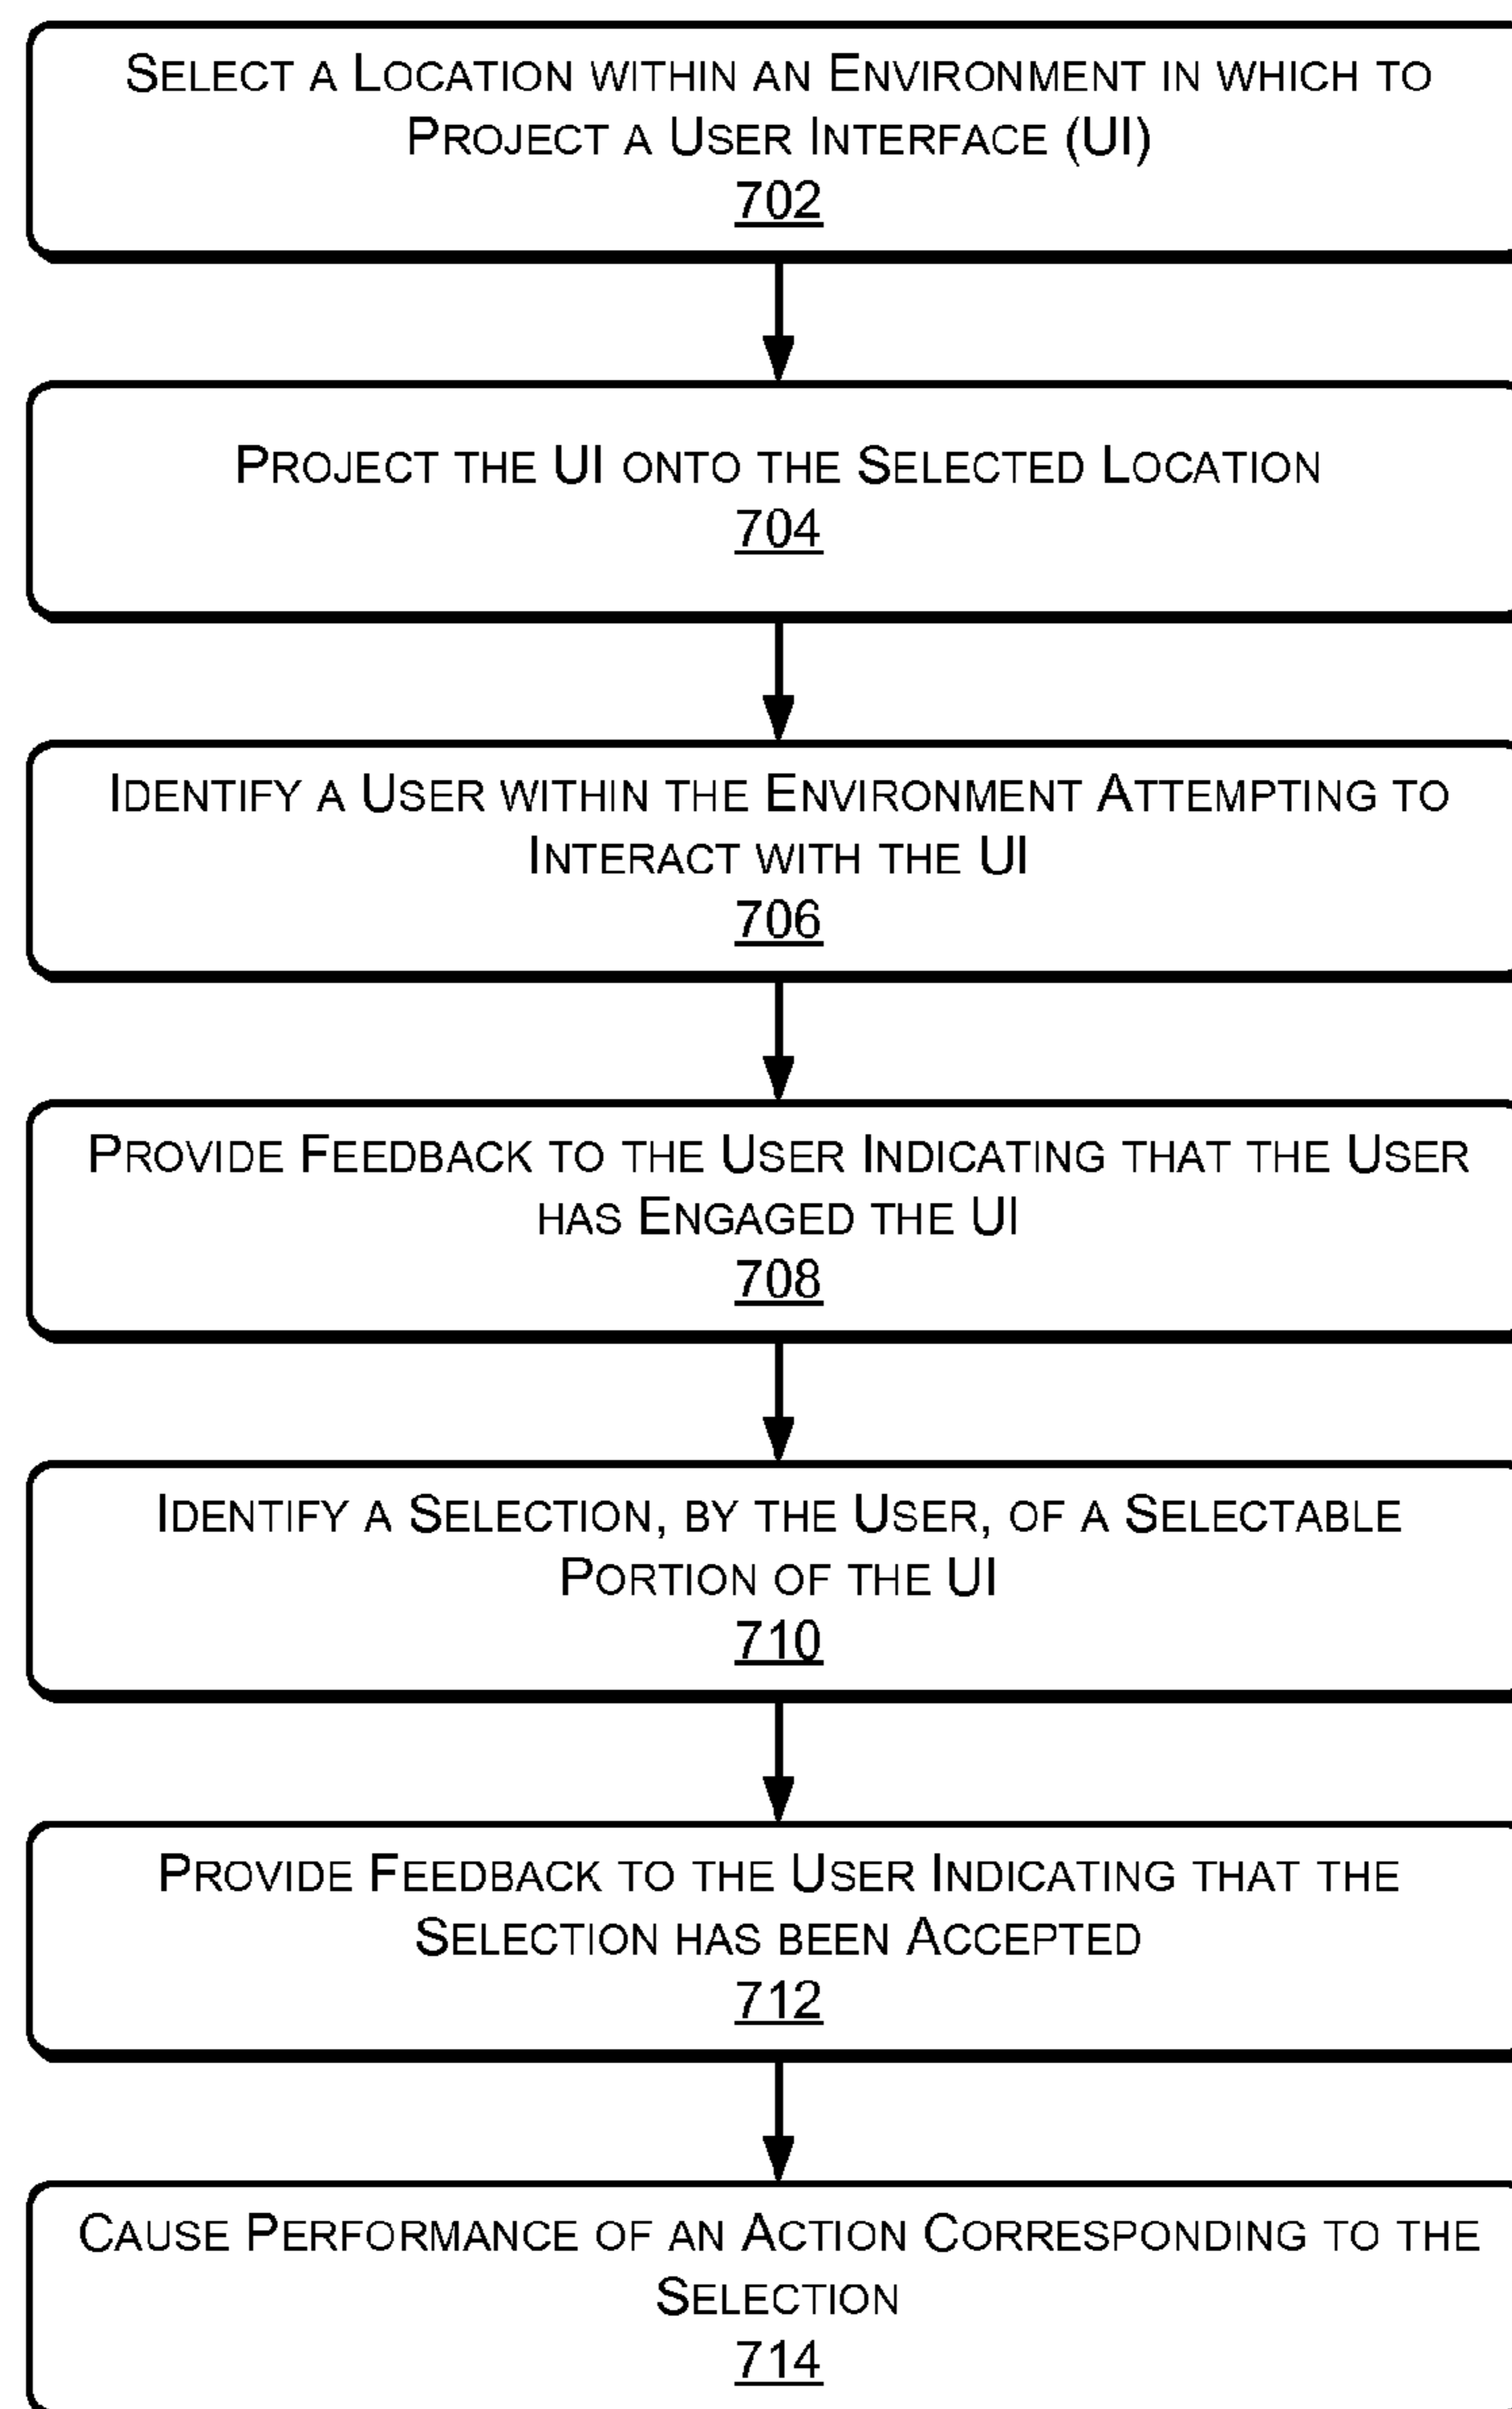 Select a Location within an Environment in which to
Project a User Interface (UI)
702
Project the UI onto the Selected Location
704
Identify a User within the Environment Attempting to
Interact with the UI
706
Provide Feedback to the User Indicating that the User
has Engaged the UI
708
Identify a Selection, by the User, of a Selectable
Portion of the UI
710
Provide Feedback to the User Indicating that the
Selection has been Accepted
712
Cause Performance of an Action Corresponding to the
Selection
714